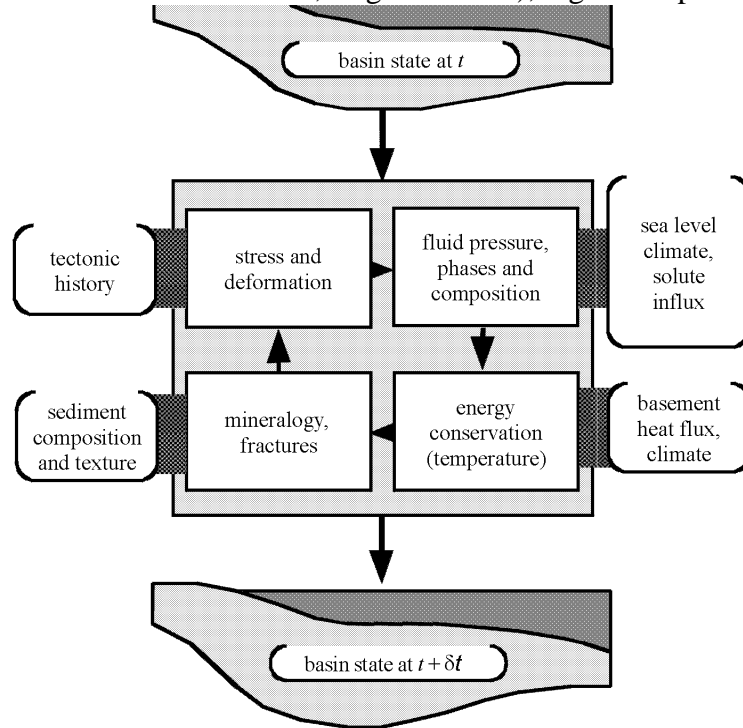 basin state at t
tectonic
history
stress and
deformation
fluid pressure,
phases and
composition
sea level
climate,
solute
influx
sediment
composition
and texture
mineralogy,
fractures
energy
conservation
(temperature)
basement
heat flux,
climate
basin state at t + δt